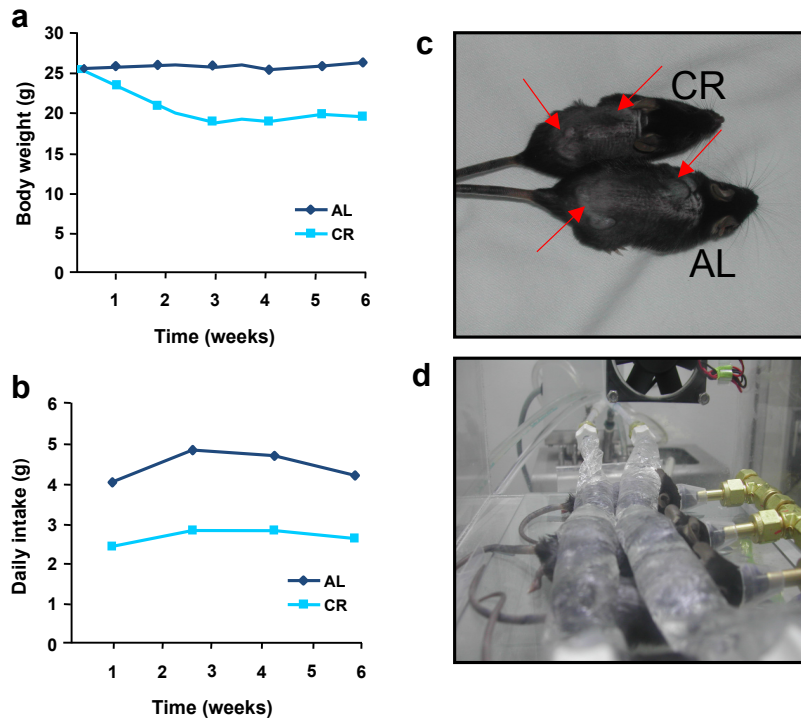 a
30
25
20
15
10
5
0
Body weight (g)
AL
CR
1 2 3 4 5 6
Time (weeks)
b
6
5
4
3
2
1
0
Daily intake (g)
AL
CR
1 2 3 4 5 6
Time (weeks)
c
CR
AL
d